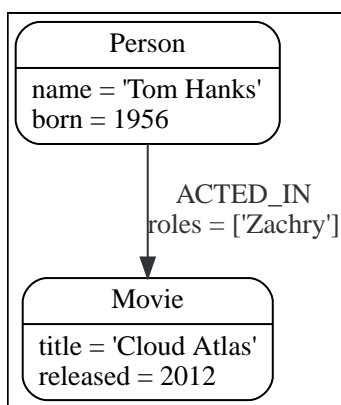 Person
name = 'Tom Hanks'
born = 1956
ACTED_IN
roles = ['Zachry']
Movie
title = 'Cloud Atlas'
released = 2012